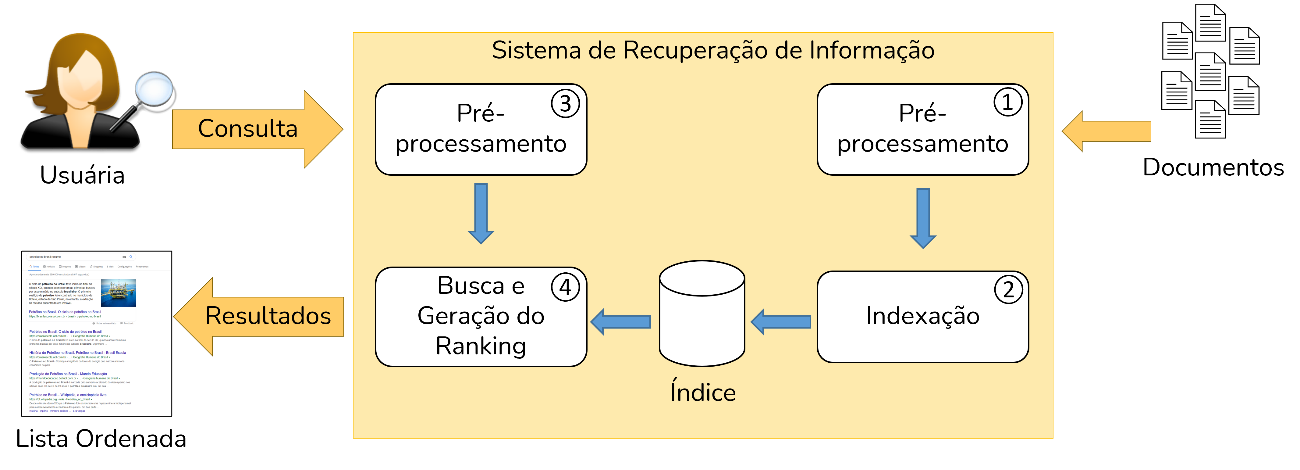 Sistema de Recuperação de Informação
Consulta
Usuária
3
Pré-
processamento
1
Pré-
processamento
Documentos
4
Busca e
Geração do
Ranking
Índice
2
Indexação
Resultados
Lista Ordenada